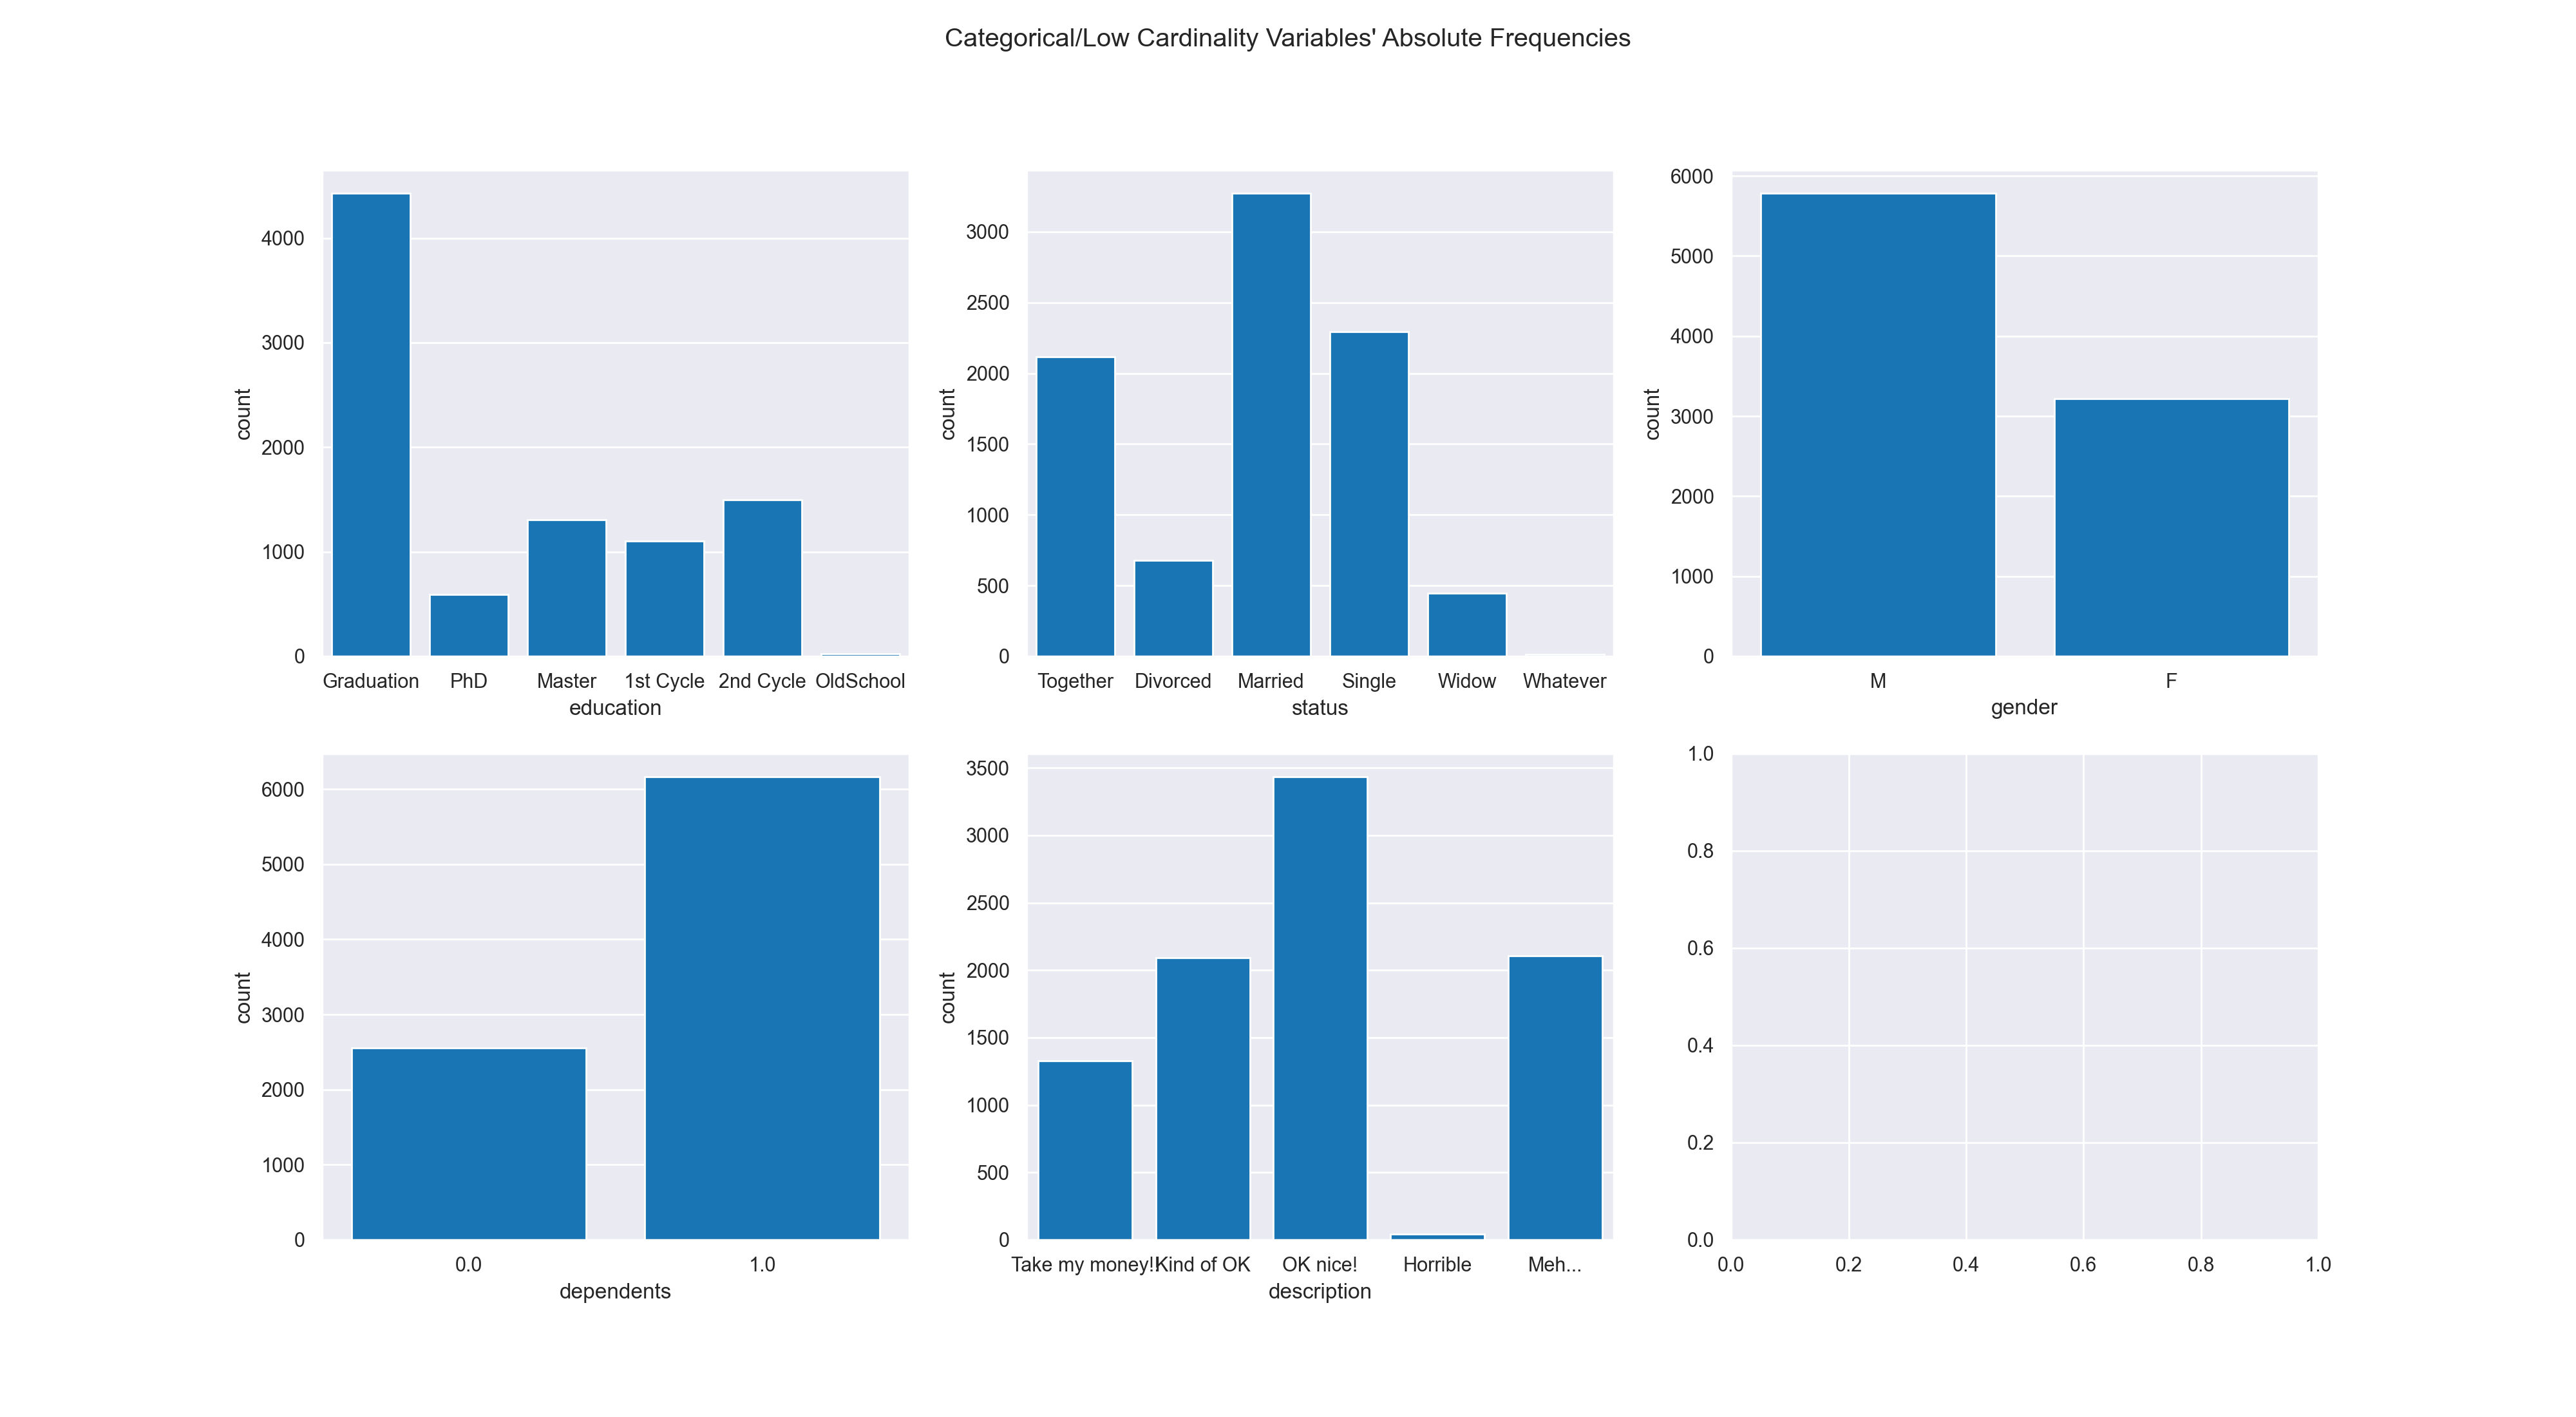 Categorical/Low Cardinality Variables' Absolute Frequencies
4000
3000
2000
1000
0
count
Graduation PhD Master 1st Cycle 2nd Cycle OldSchool
education
3000
2500
2000
1500
1000
500
0
count
Together Divorced Married Single Widow Whatever
status
6000
5000
4000
3000
2000
1000
0
count
M F
gender
6000
5000
4000
3000
2000
1000
0
count
0.0 1.0
dependents
3500
3000
2500
2000
1500
1000
500
0
count
Take my money!! Kind of OK OK nice! Horrible Meh...
description
1.0
0.8
0.6
0.4
0.2
0.0
0.0 0.2 0.4 0.6 0.8 1.0